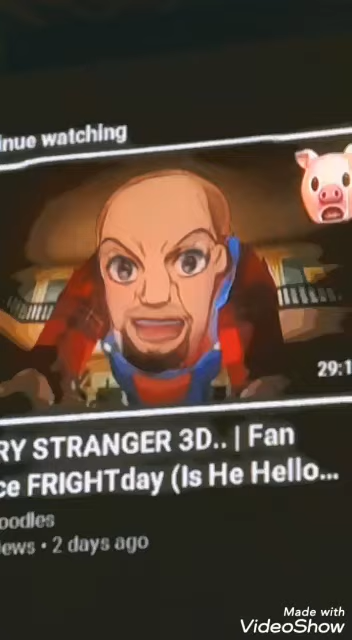 inue watching
29:1
RY STRANGER 3D.. | Fan
ce FRIGHTday (Is He Hello...
oodles
iews • 2 days ago
Made with
VideoShow